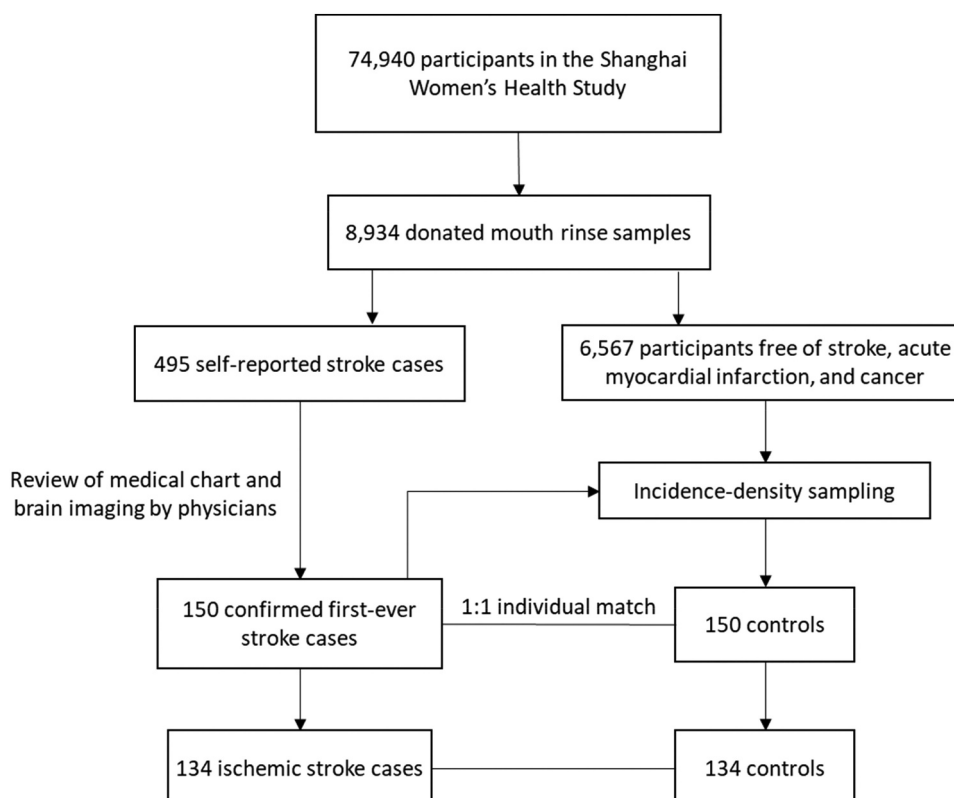 74,940 participants in the Shanghai
Women’s Health Study
8,934 donated mouth rinse samples
495 self-reported stroke cases
6,567 participants free of stroke, acute
myocardial infarction, and cancer
Review of medical chart and
brain imaging by physicians
Incidence-density sampling
150 confirmed first-ever
stroke cases
1:1 individual match
150 controls
134 ischemic stroke cases
134 controls